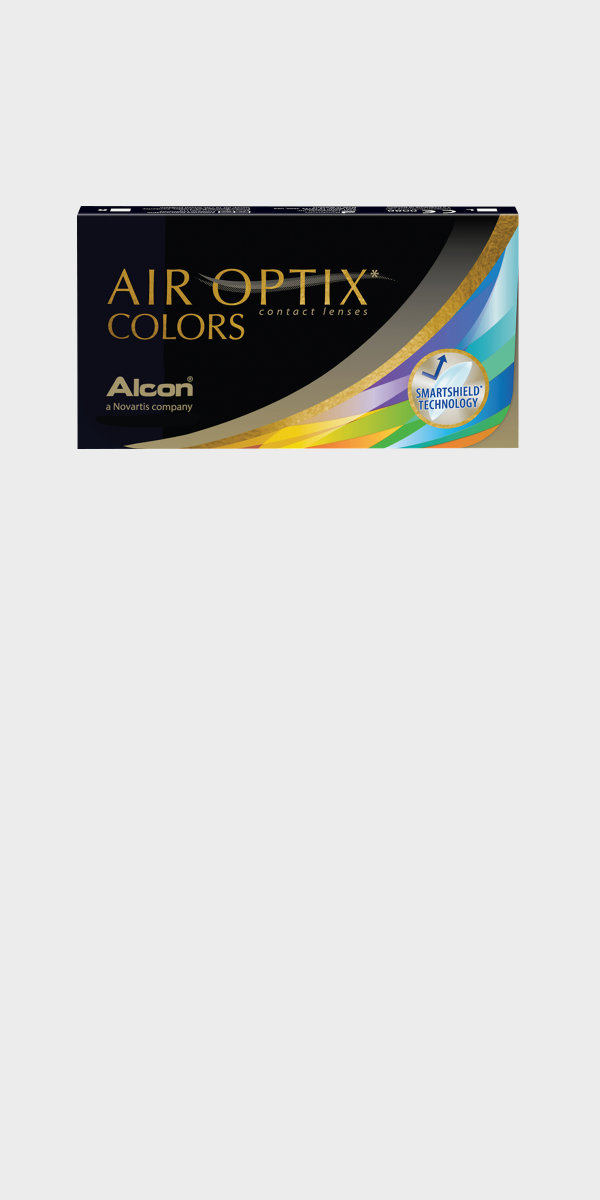 AIR OPTIX*
contact lenses
COLORS
Alcon®
a Novartis company
SMARTSHIELD*
TECHNOLOGY